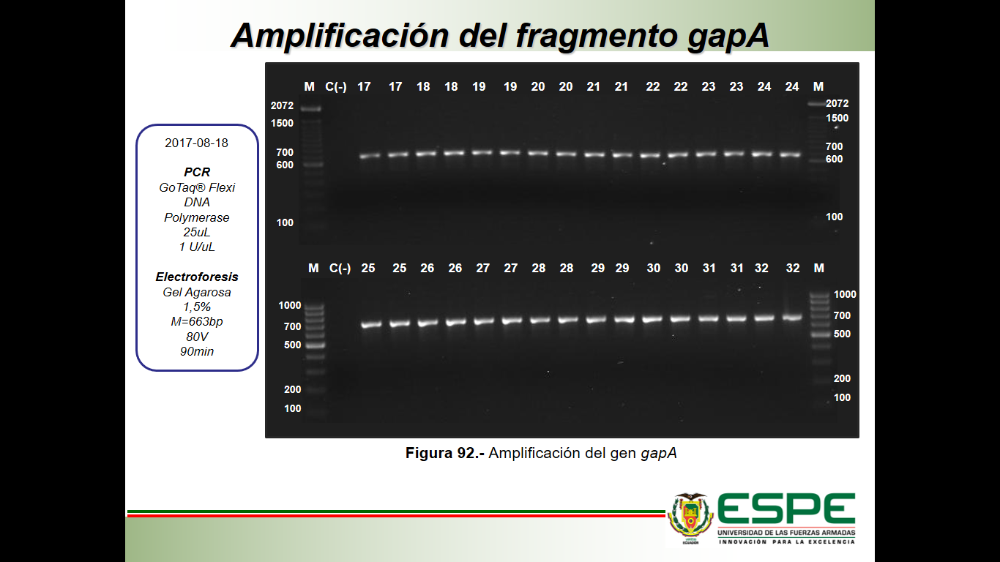 Amplificación del fragmento gapA
2017-08-18
PCR
GoTaq® Flexi
DNA
Polymerase
25uL
1 U/uL
Electroforesis
Gel Agarosa
1,5%
M=663bp
80V
90min
M C(-) 17 17 18 18 19 19 20 20 21 21 22 22 23 23 24 24 M
2072 2072
1500 1500
700 700
600 600
100 100
M C(-) 25 25 26 26 27 27 28 28 29 29 30 30 31 31 32 32 M
1000 1000
700 700
500 500
200 200
100 100
Figura 92.- Amplificación del gen gapA
ESPE
UNIVERSIDAD DE LAS FUERZAS ARMADAS
INNOVACIÓN PARA LA EXCELENCIA
ECUADOR